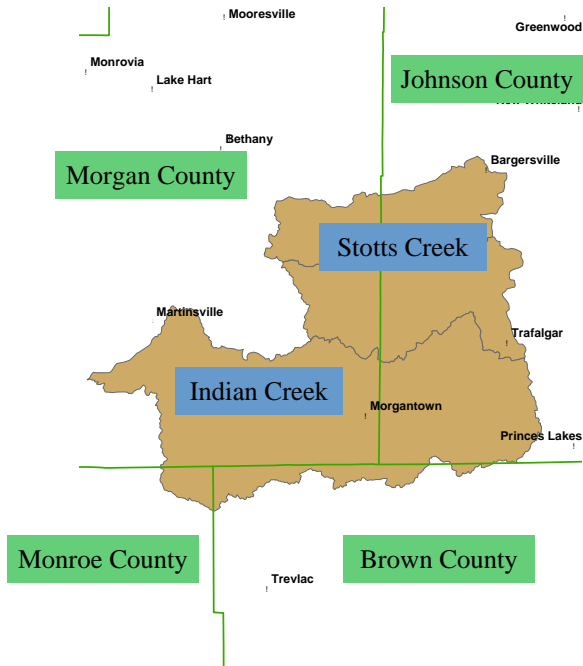 Mooresville
Greenwood
Monrovia
Lake Hart
Johnson County
Bethany
Morgan County
Bargersville
Stotts Creek
Martinsville
Trafalgar
Indian Creek
Morgantown
Princes Lakes
Monroe County
Brown County
Trevlac